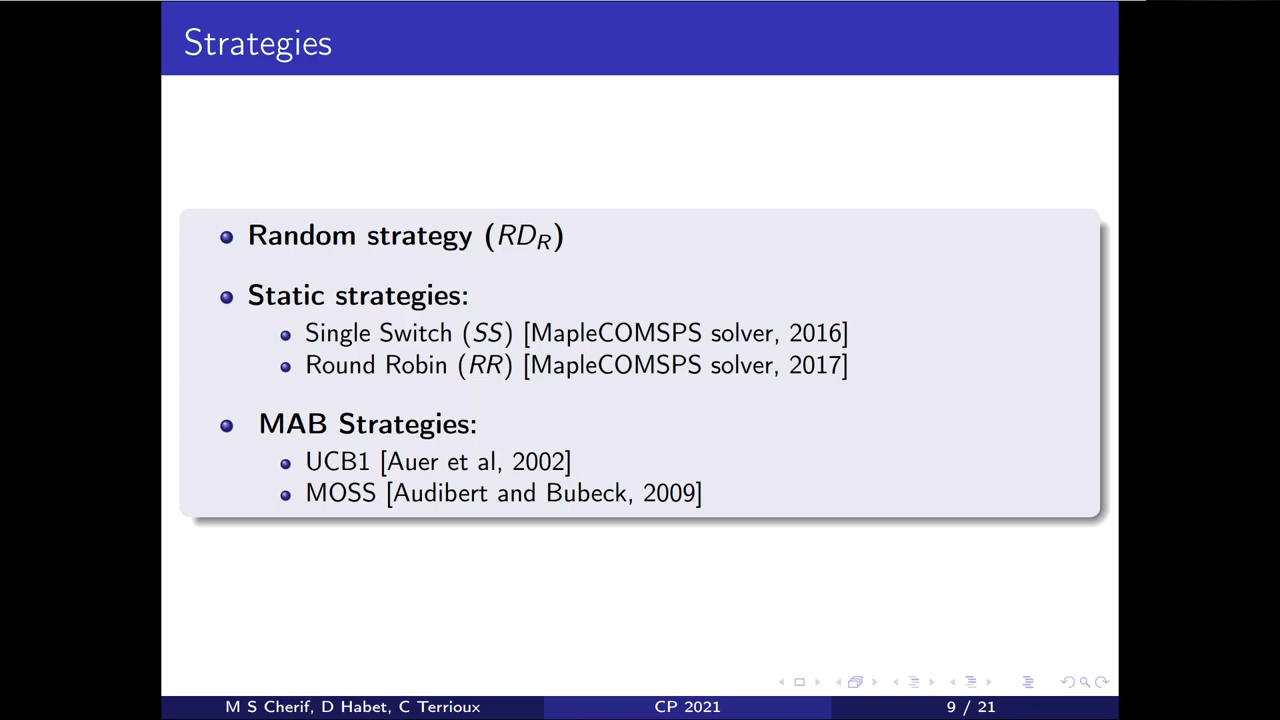 Strategies
Random strategy (RD_R)
Static strategies:
Single Switch (SS) [MapleCOMSPS solver, 2016]
Round Robin (RR) [MapleCOMSPS solver, 2017]
MAB Strategies:
UCB1 [Auer et al, 2002]
MOSS [Audibert and Bubeck, 2009]
M S Cherif, D Habet, C Terrioux CP 2021 9 / 21